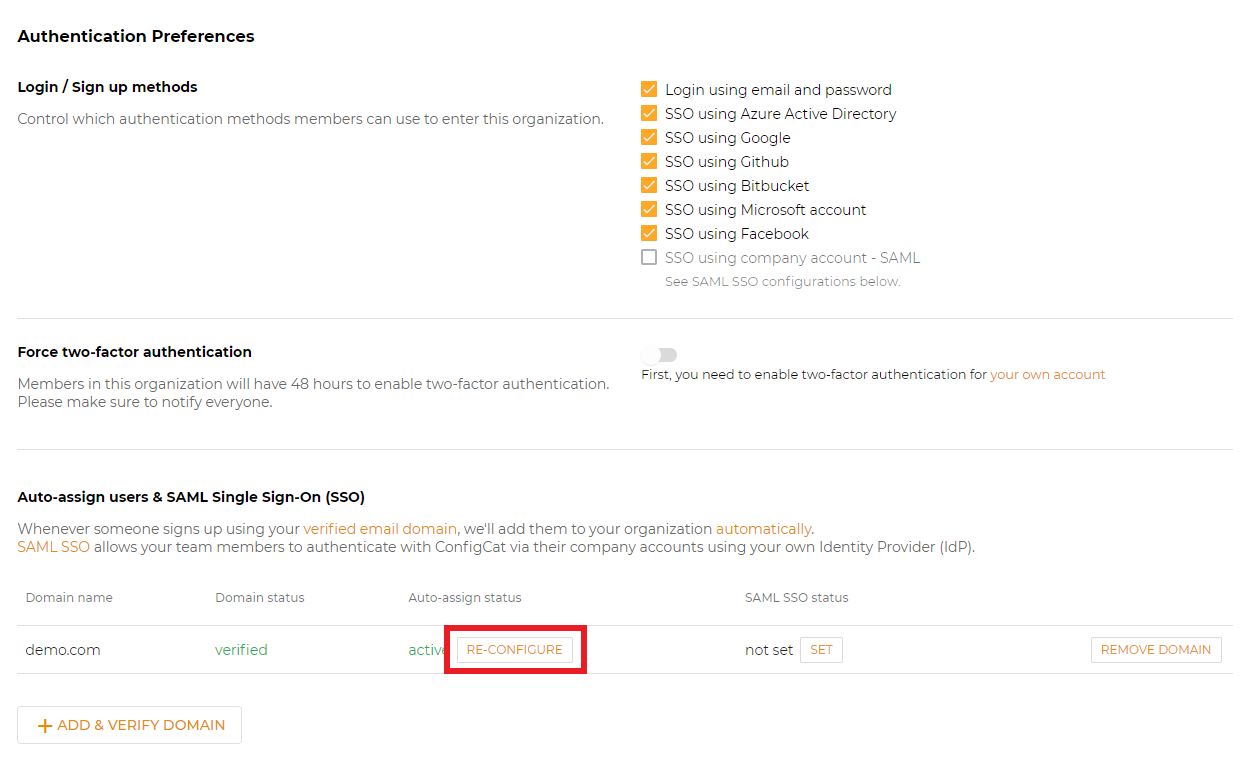 Authentication Preferences
Login / Sign up methods
Control which authentication methods members can use to enter this organization.
Login using email and password
SSO using Azure Active Directory
SSO using Google
SSO using Github
SSO using Bitbucket
SSO using Microsoft account
SSO using Facebook
SSO using company account - SAML
See SAML SSO configurations below.
Force two-factor authentication
Members in this organization will have 48 hours to enable two-factor authentication.
Please make sure to notify everyone.
First, you need to enable two-factor authentication for your own account
Auto-assign users & SAML Single Sign-On (SSO)
Whenever someone signs up using your verified email domain, we'll add them to your organization automatically.
SAML SSO allows your team members to authenticate with ConfigCat via their company accounts using your own Identity Provider (IdP).
Domain name Domain status Auto-assign status SAML SSO status
demo.com verified active RE-CONFIGURE not set SET REMOVE DOMAIN
+ ADD & VERIFY DOMAIN